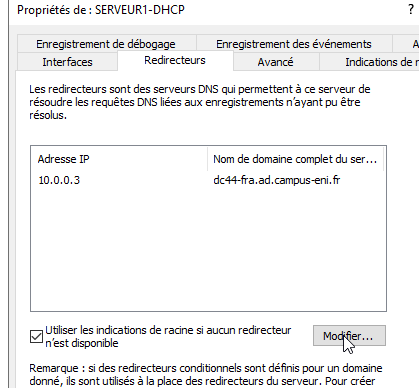 Propriétés de : SERVEUR1-DHCP ?
Enregistrement de débogage Enregistrement des événements A
Interfaces Redirecteurs Avancé Indications de r
Les redirecteurs sont des serveurs DNS qui permettent à ce serveur de
résoudre les requêtes DNS liées aux enregistrements n'ayant pu être
résolus.
Adresse IP Nom de domaine complet du ser...
10.0.0.3 dc44-fra.ad.campus-eni.fr
Utiliser les indications de racine si aucun redirecteur
n'est disponible
Modifier...
Remarque : si des redirecteurs conditionnels sont définis pour un domaine
donné, ils sont utilisés à la place des redirecteurs du serveur. Pour créer